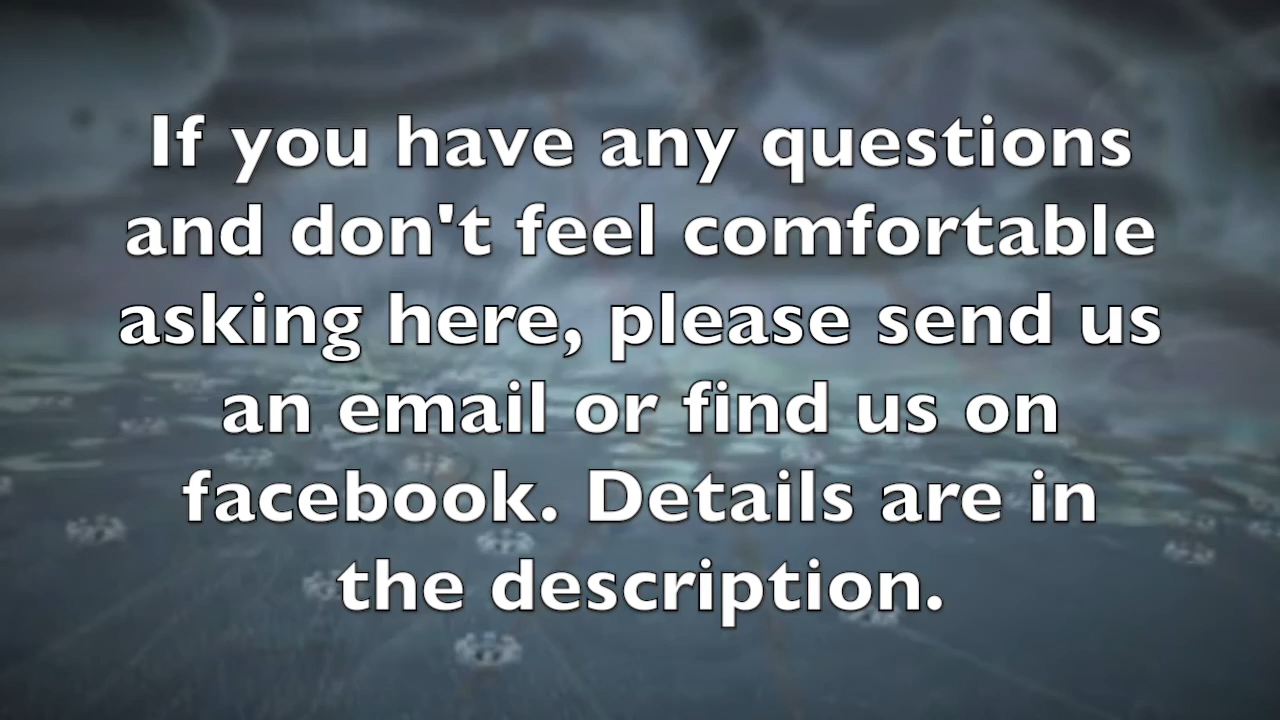 If you have any questions
and don't feel comfortable
asking here, please send us
an email or find us on
facebook. Details are in
the description.